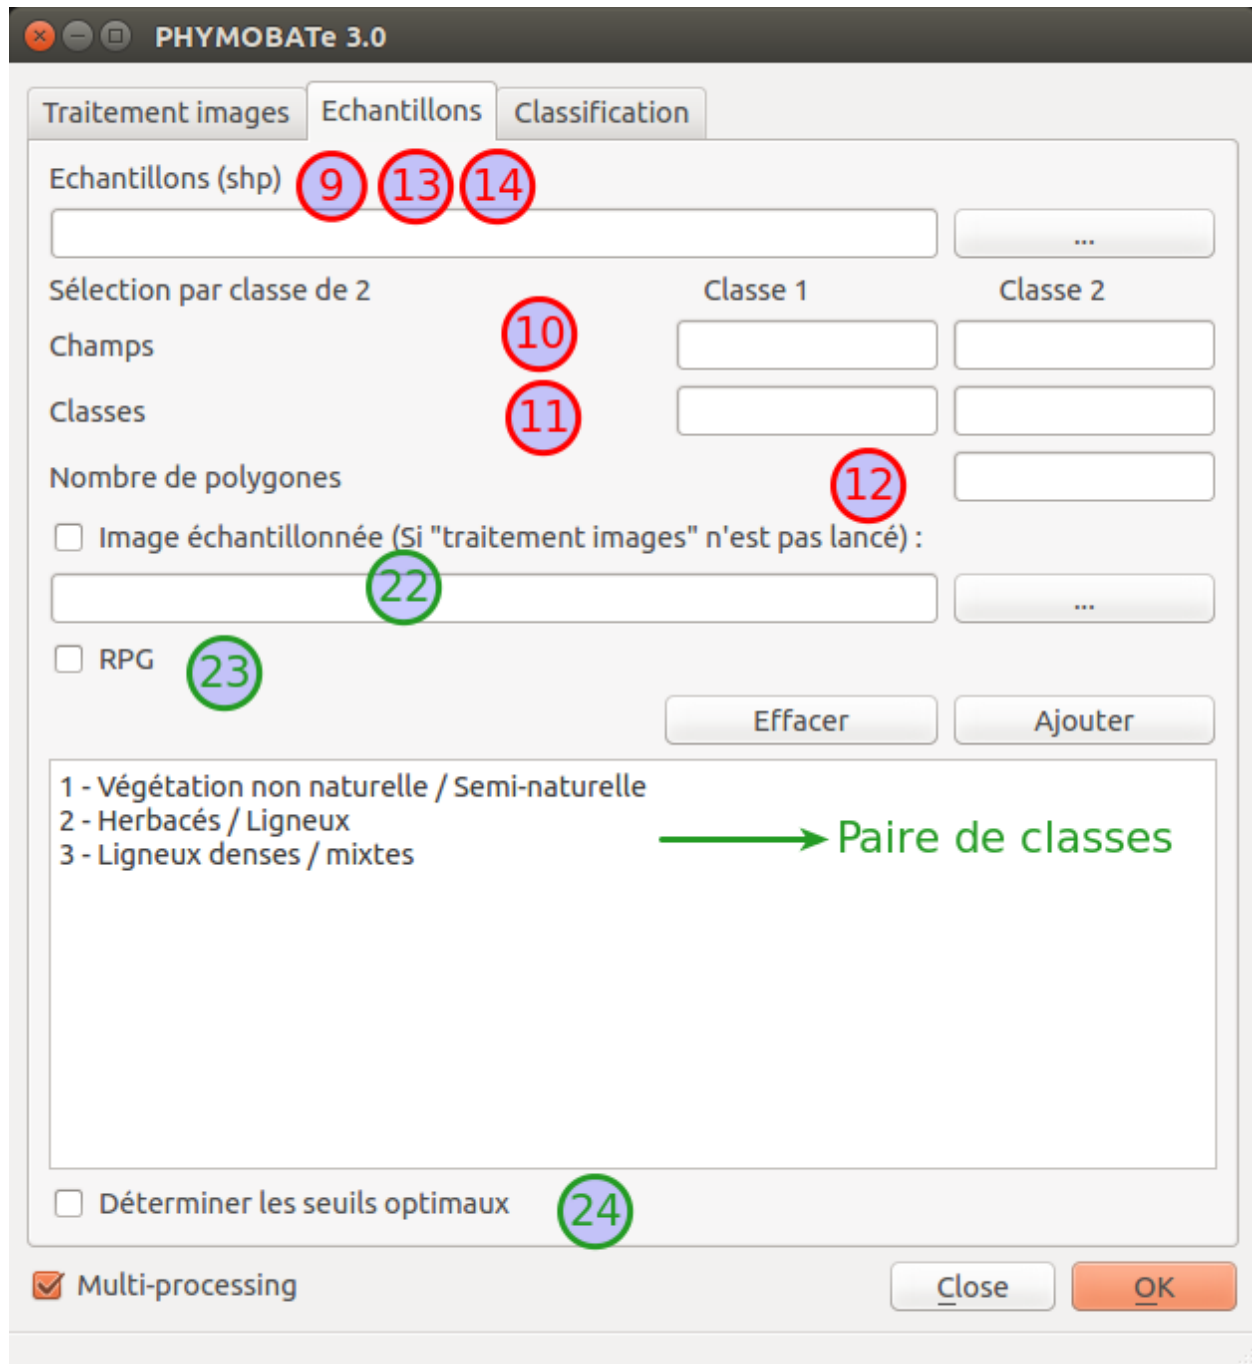 PHYMOBATe 3.0
Traitement images Echantillons Classification
Echantillons (shp) 9 13 14
...
Sélection par classe de 2 Classe 1 Classe 2
Champs 10
Classes 11
Nombre de polygones 12
Image échantillonnée (Si "traitement images" n'est pas lancé) :
22 ...
RPG 23
Effacer Ajouter
1 - Végétation non naturelle / Semi-naturelle
2 - Herbacés / Ligneux
3 - Ligneux denses / mixtes
Paire de classes
Déterminer les seuils optimaux 24
Multi-processing Close OK